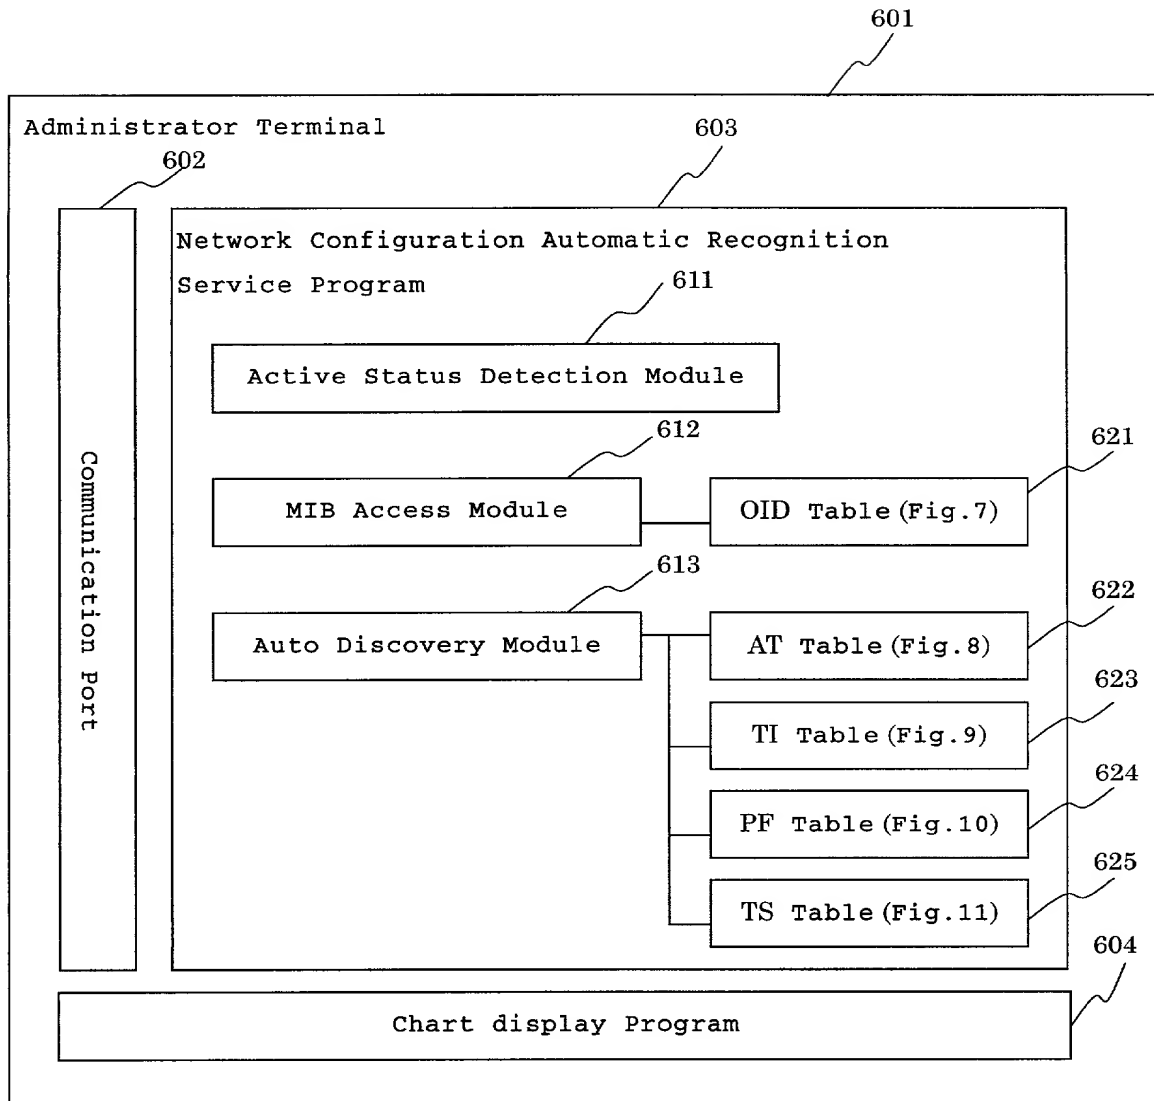 601
Administrator Terminal
602
603
Network Configuration Automatic Recognition
Service Program
611
Active Status Detection Module
612
621
MIB Access Module
OID Table (Fig.7)
613
622
Auto Discovery Module
AT Table (Fig.8)
623
TI Table (Fig.9)
624
PF Table (Fig.10)
625
TS Table (Fig.11)
Communication Port
604
Chart display Program